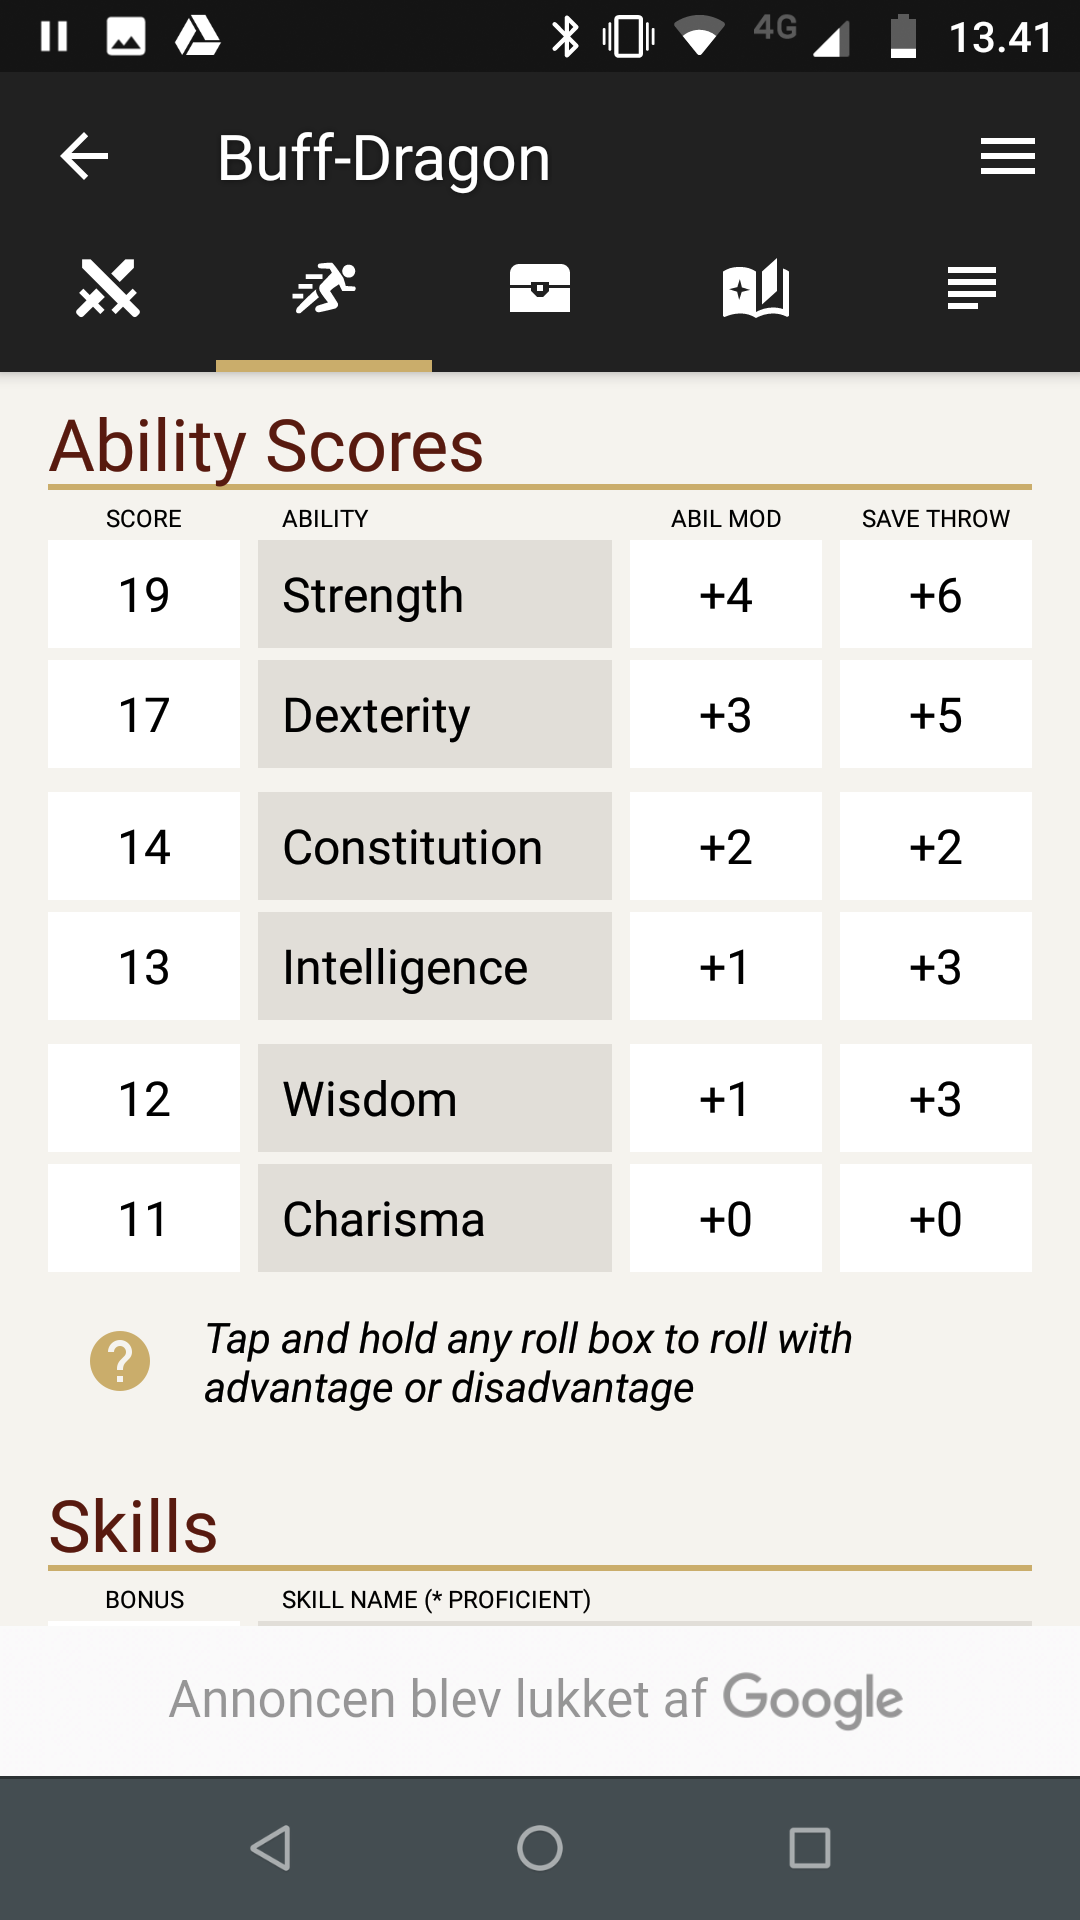 4G 13.41
Buff-Dragon
Ability Scores
SCORE ABILITY ABIL MOD SAVE THROW
19 Strength +4 +6
17 Dexterity +3 +5
14 Constitution +2 +2
13 Intelligence +1 +3
12 Wisdom +1 +3
11 Charisma +0 +0
? Tap and hold any roll box to roll with
advantage or disadvantage
Skills
BONUS SKILL NAME (* PROFICIENT)
Annoncen blev lukket af Google